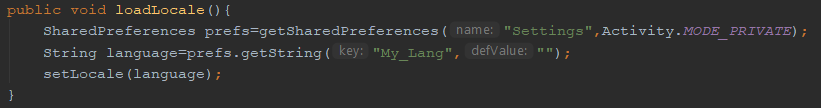 public void loadLocale(){
SharedPreferences prefs=getSharedPreferences( name: "Settings",Activity.MODE_PRIVATE);
String language=prefs.getString( key: "My_Lang", defValue: "");
setLocale(language);
}